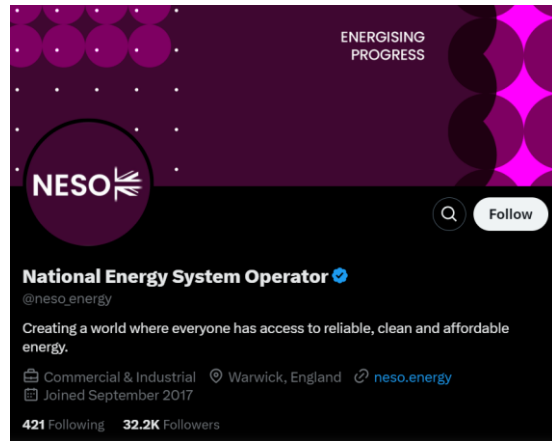 ENERGISING
PROGRESS
NESO
Follow
National Energy System Operator
@neso_energy
Creating a world where everyone has access to reliable, clean and affordable
energy.
Commercial & Industrial Warwick, England neso.energy
Joined September 2017
421 Following 32.2K Followers